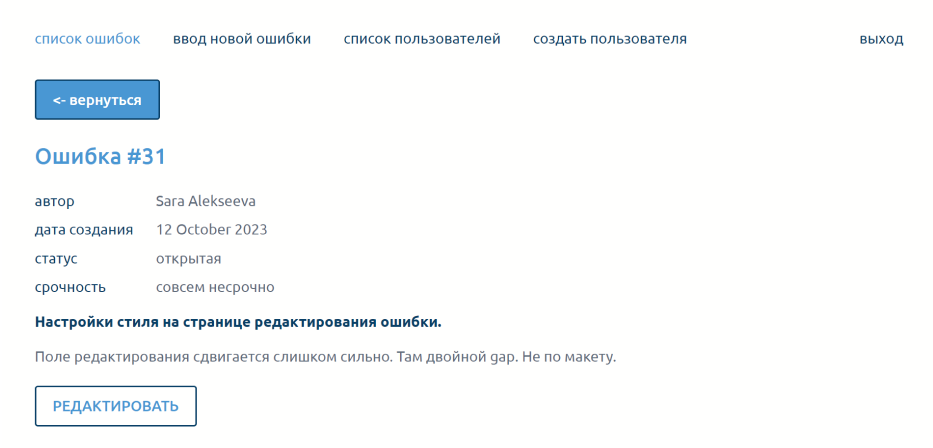 список ошибок ввод новой ошибки список пользователей создать пользователя выход
<- вернуться
Ошибка #31
автор Sara Alekseeva
дата создания 12 October 2023
статус открытая
срочность совсем несрочно
Настройки стиля на странице редактирования ошибки.
Поле редактирования сдвигается слишком сильно. Там двойной gap. Не по макету.
РЕДАКТИРОВАТЬ